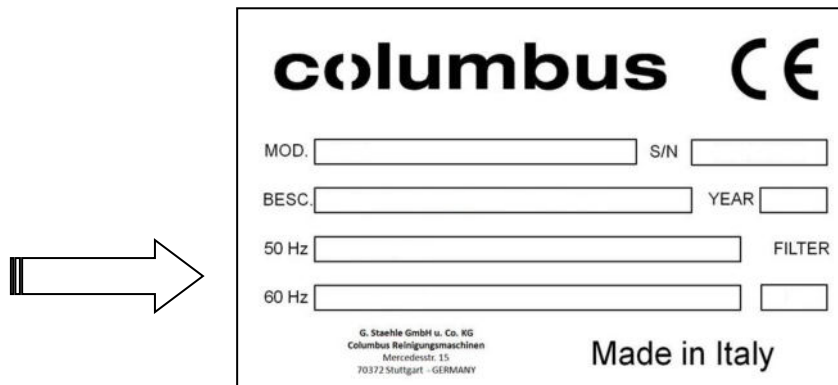 columbus CE
MOD. S/N
BESC. YEAR
50 Hz FILTER
60 Hz
G. Staehle GmbH u. Co. KG
Columbus Reinigungsmaschinen
Mercedesstr. 15
70372 Stuttgart - GERMANY
Made in Italy